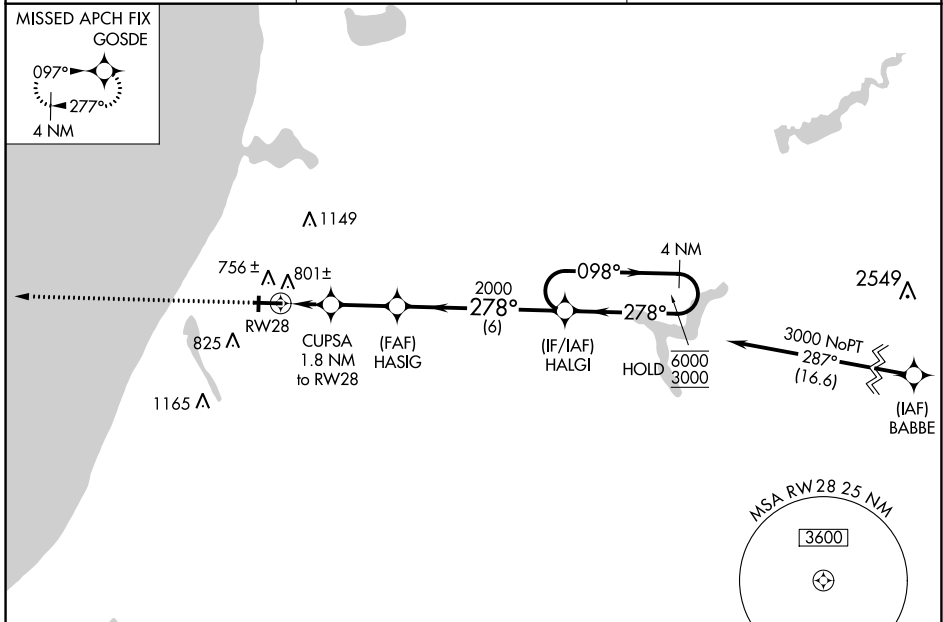 MISSED APCH FIX
GOSDE
097°
277°
4 NM
1149
756 ±
801±
RW28
825
1165
CUPSA
1.8 NM
to RW28
(FAF)
HASIG
2000
278°
(6)
(IF/IAF)
HALGI
4 NM
098°
278°
HOLD
6000
3000
2549
3000 NoPT
287°
(16.6)
(IAF)
BABBE
MSA RW 28 25 NM
3600